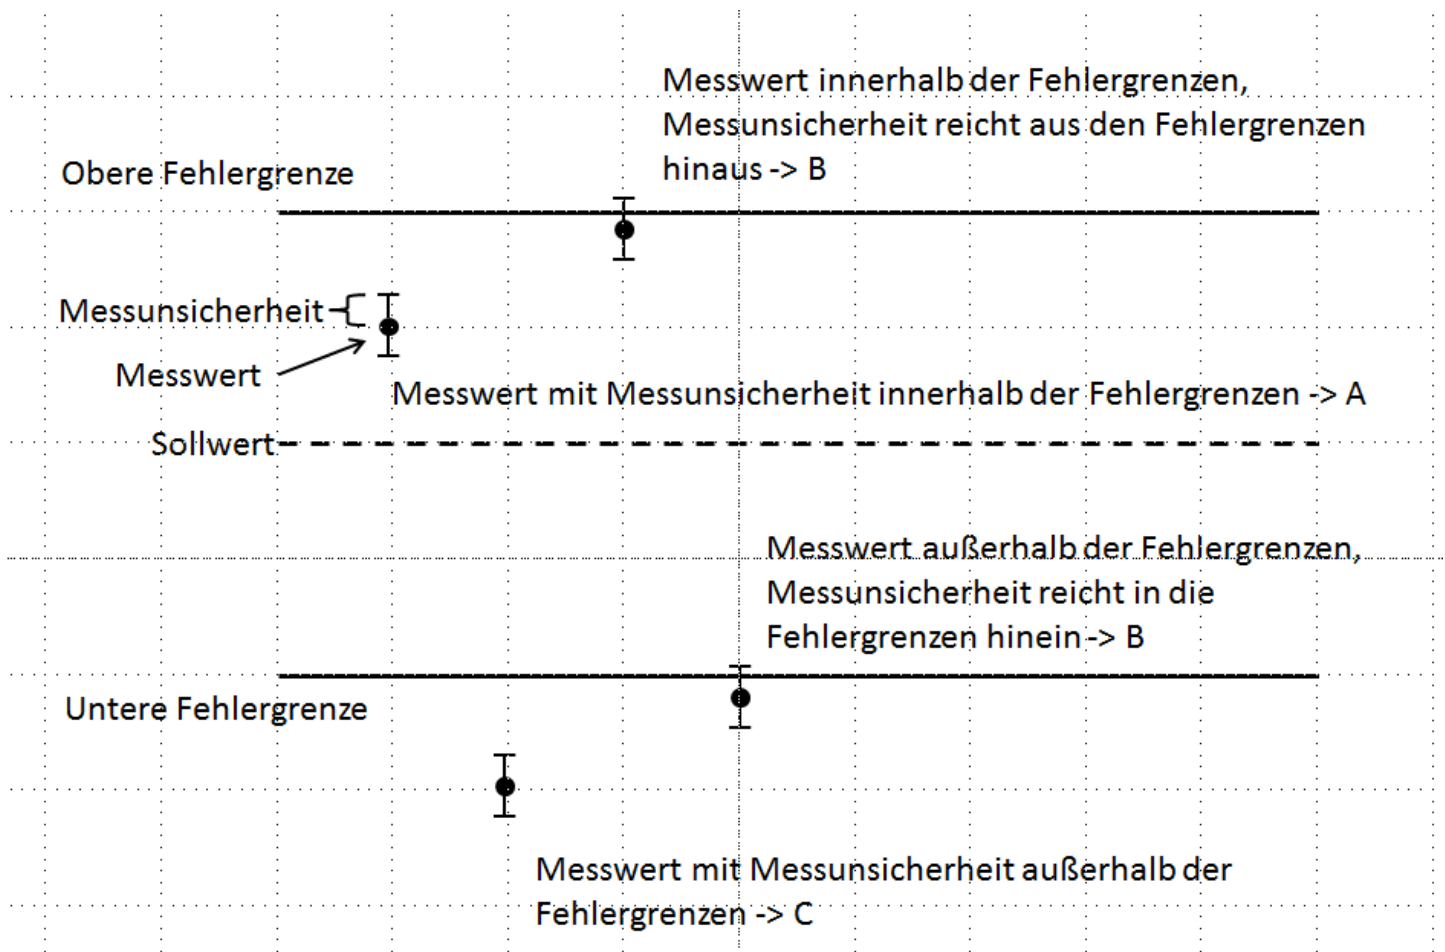 Messwert innerhalb der Fehlergrenzen,
Messunsicherheit reicht aus den Fehlergrenzen
hinaus -> B
Obere Fehlergrenze
Messunsicherheit
Messwert
Messwert mit Messunsicherheit innerhalb der Fehlergrenzen -> A
Sollwert
Messwert außerhalb der Fehlergrenzen,
Messunsicherheit reicht in die
Fehlergrenzen hinein -> B
Untere Fehlergrenze
Messwert mit Messunsicherheit außerhalb der
Fehlergrenzen -> C